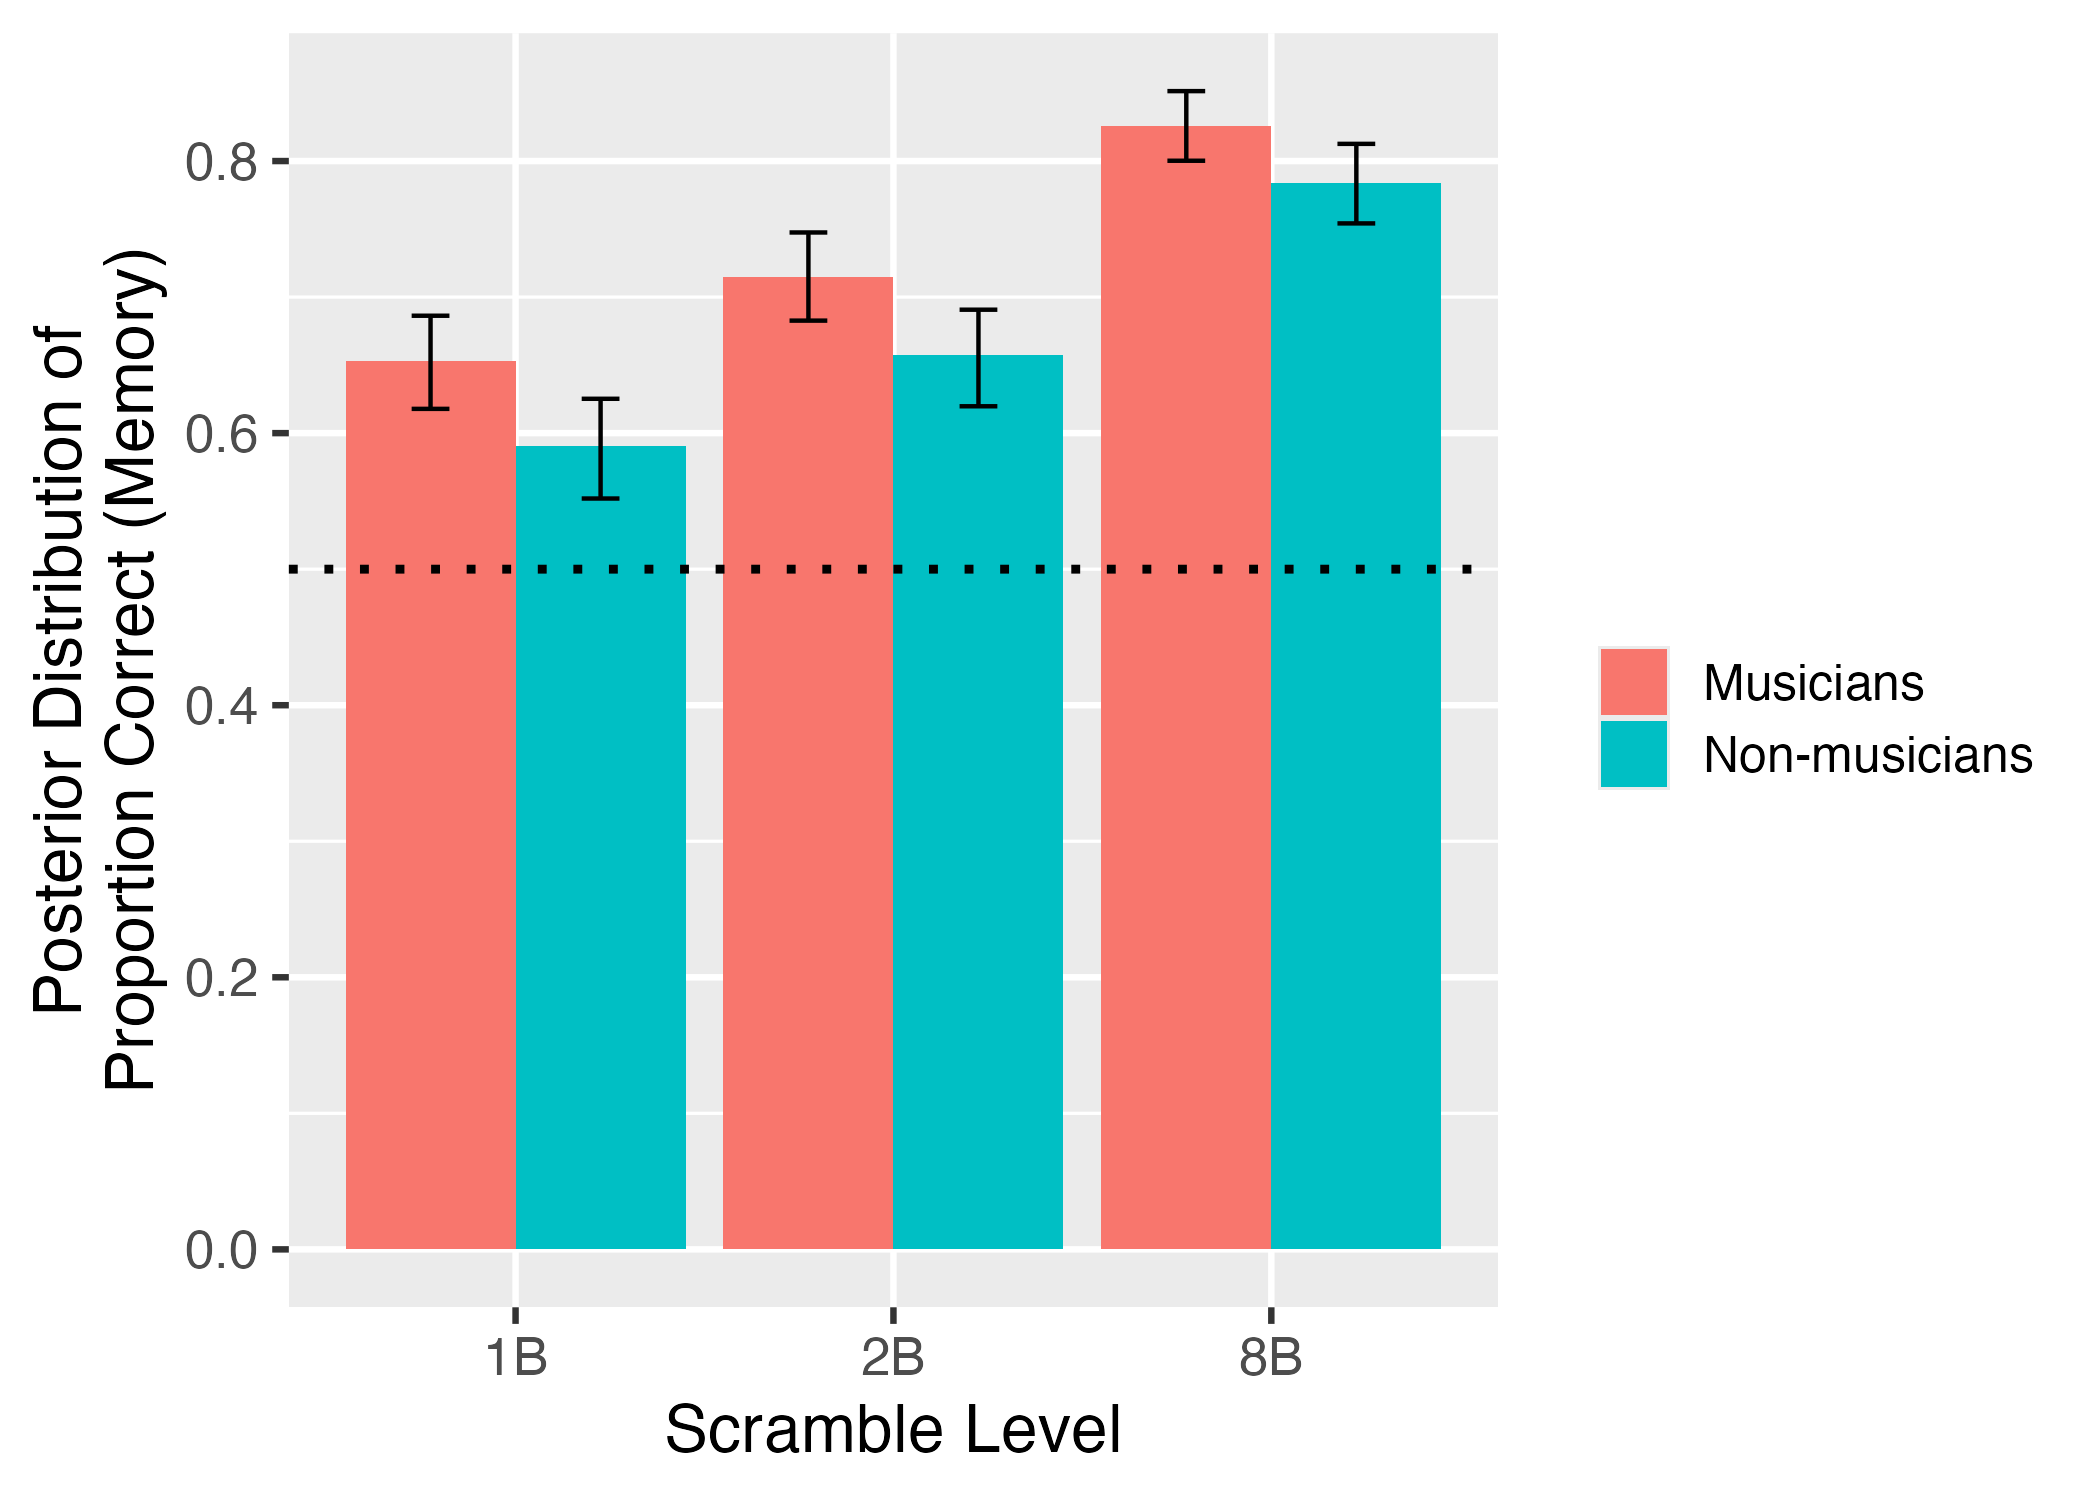 Posterior Distribution of
Proportion Correct (Memory)
0.8
0.6
0.4
0.2
0.0
1B
2B
8B
Scramble Level
Musicians
Non-musicians